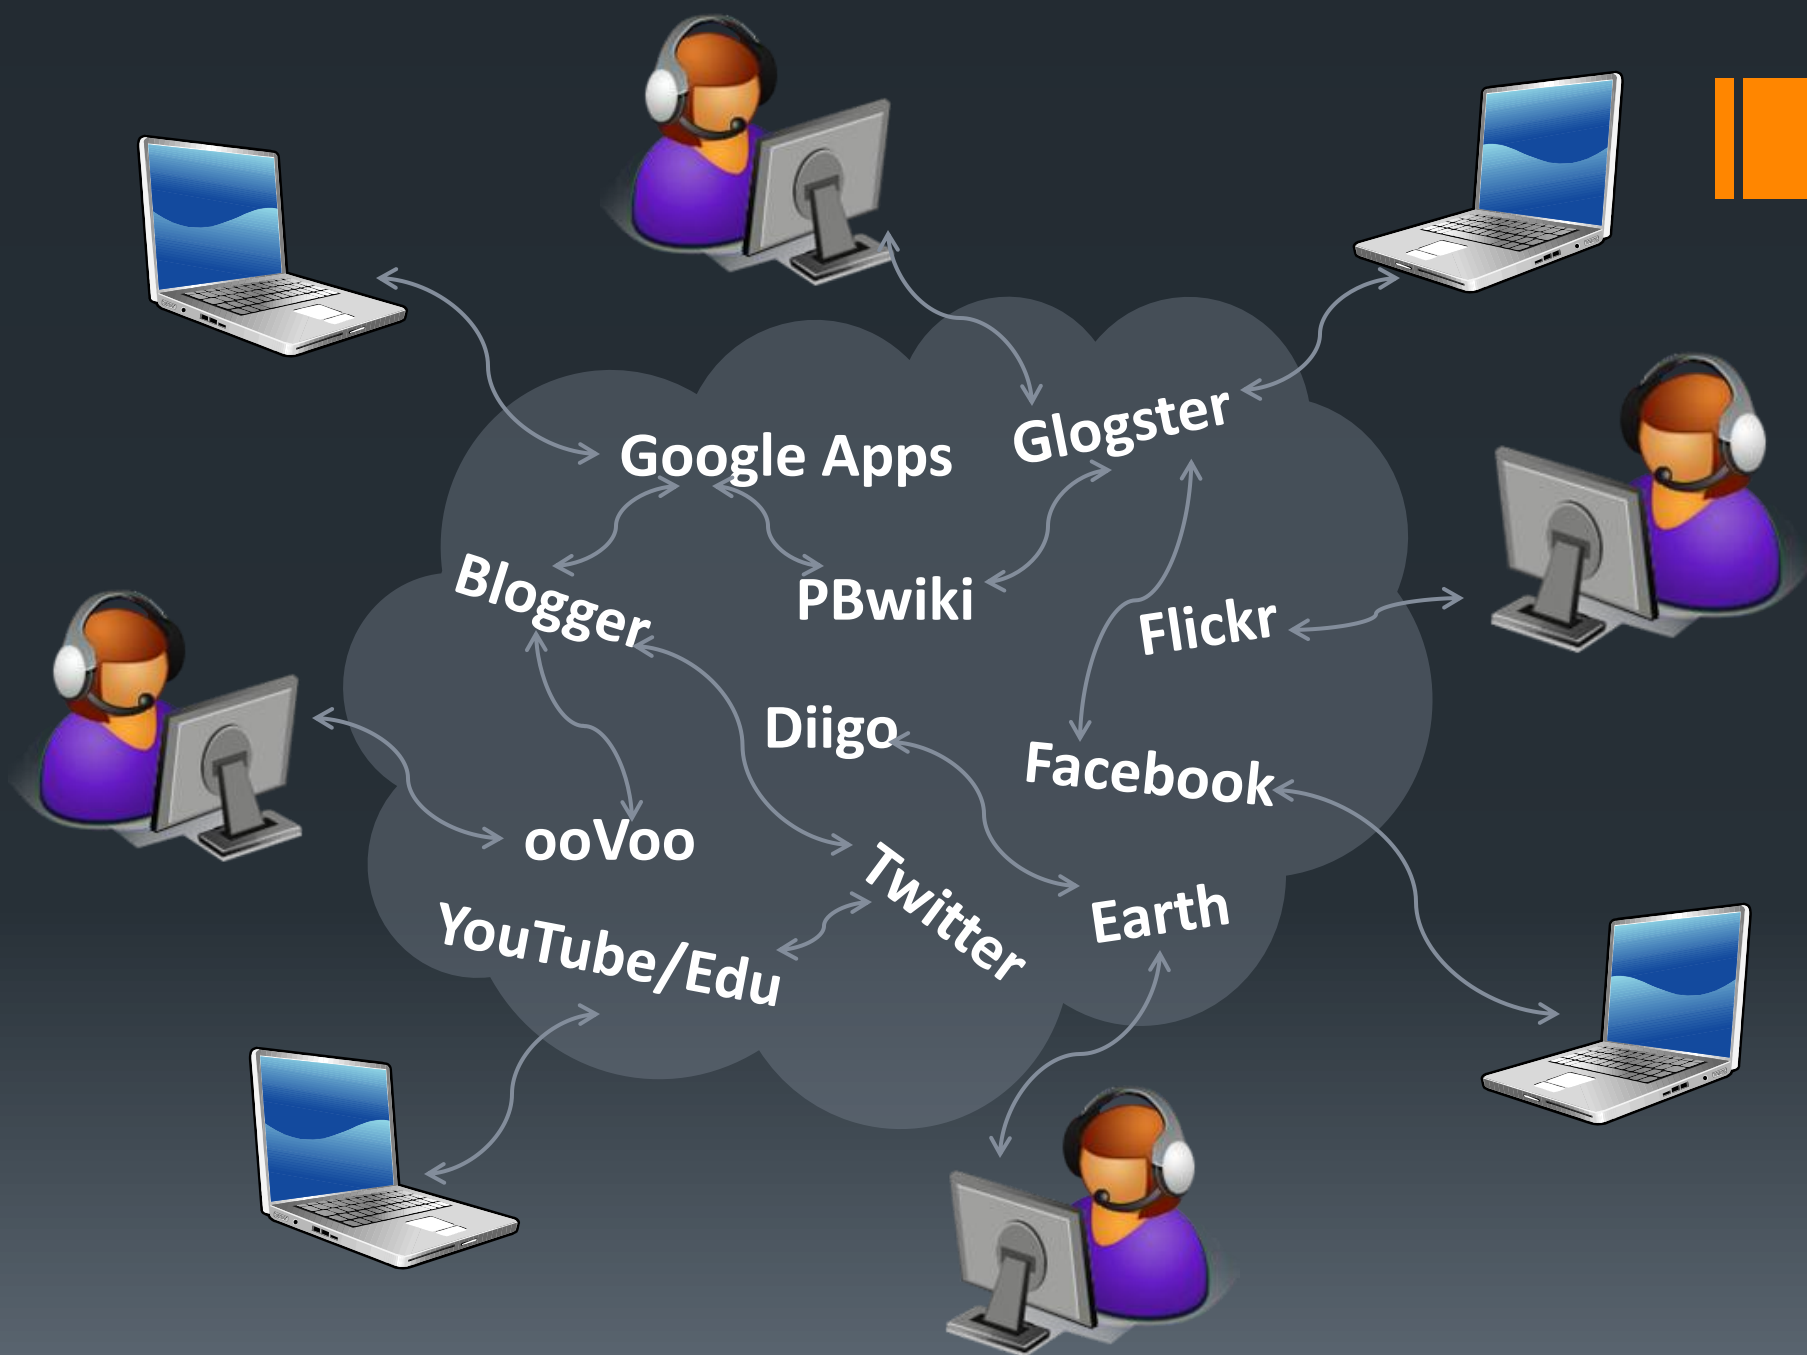 Glogster
Google Apps
Blogger
PBwiki
Flickr
Diigo
Facebook
ooVoo
Twitter
Earth
YouTube/Edu